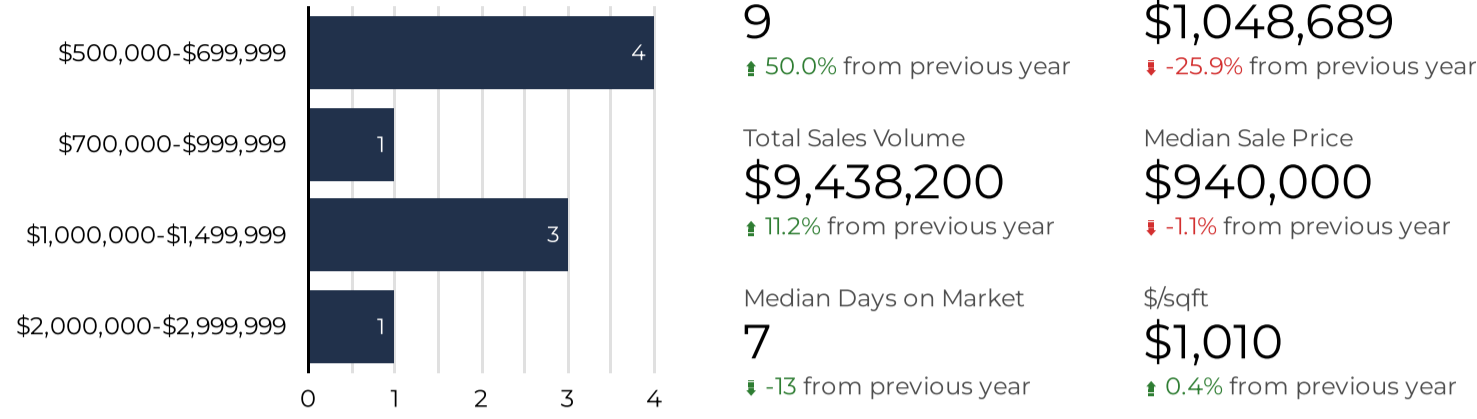 $500,000-$699,999
4
$700,000-$999,999
1
$1,000,000-$1,499,999
3
$2,000,000-$2,999,999
1
0 1 2 3 4
9
50.0% from previous year
$1,048,689
-25.9% from previous year
Total Sales Volume
$9,438,200
11.2% from previous year
Median Sale Price
$940,000
-1.1% from previous year
Median Days on Market
7
-13 from previous year
$/sqft
$1,010
0.4% from previous year